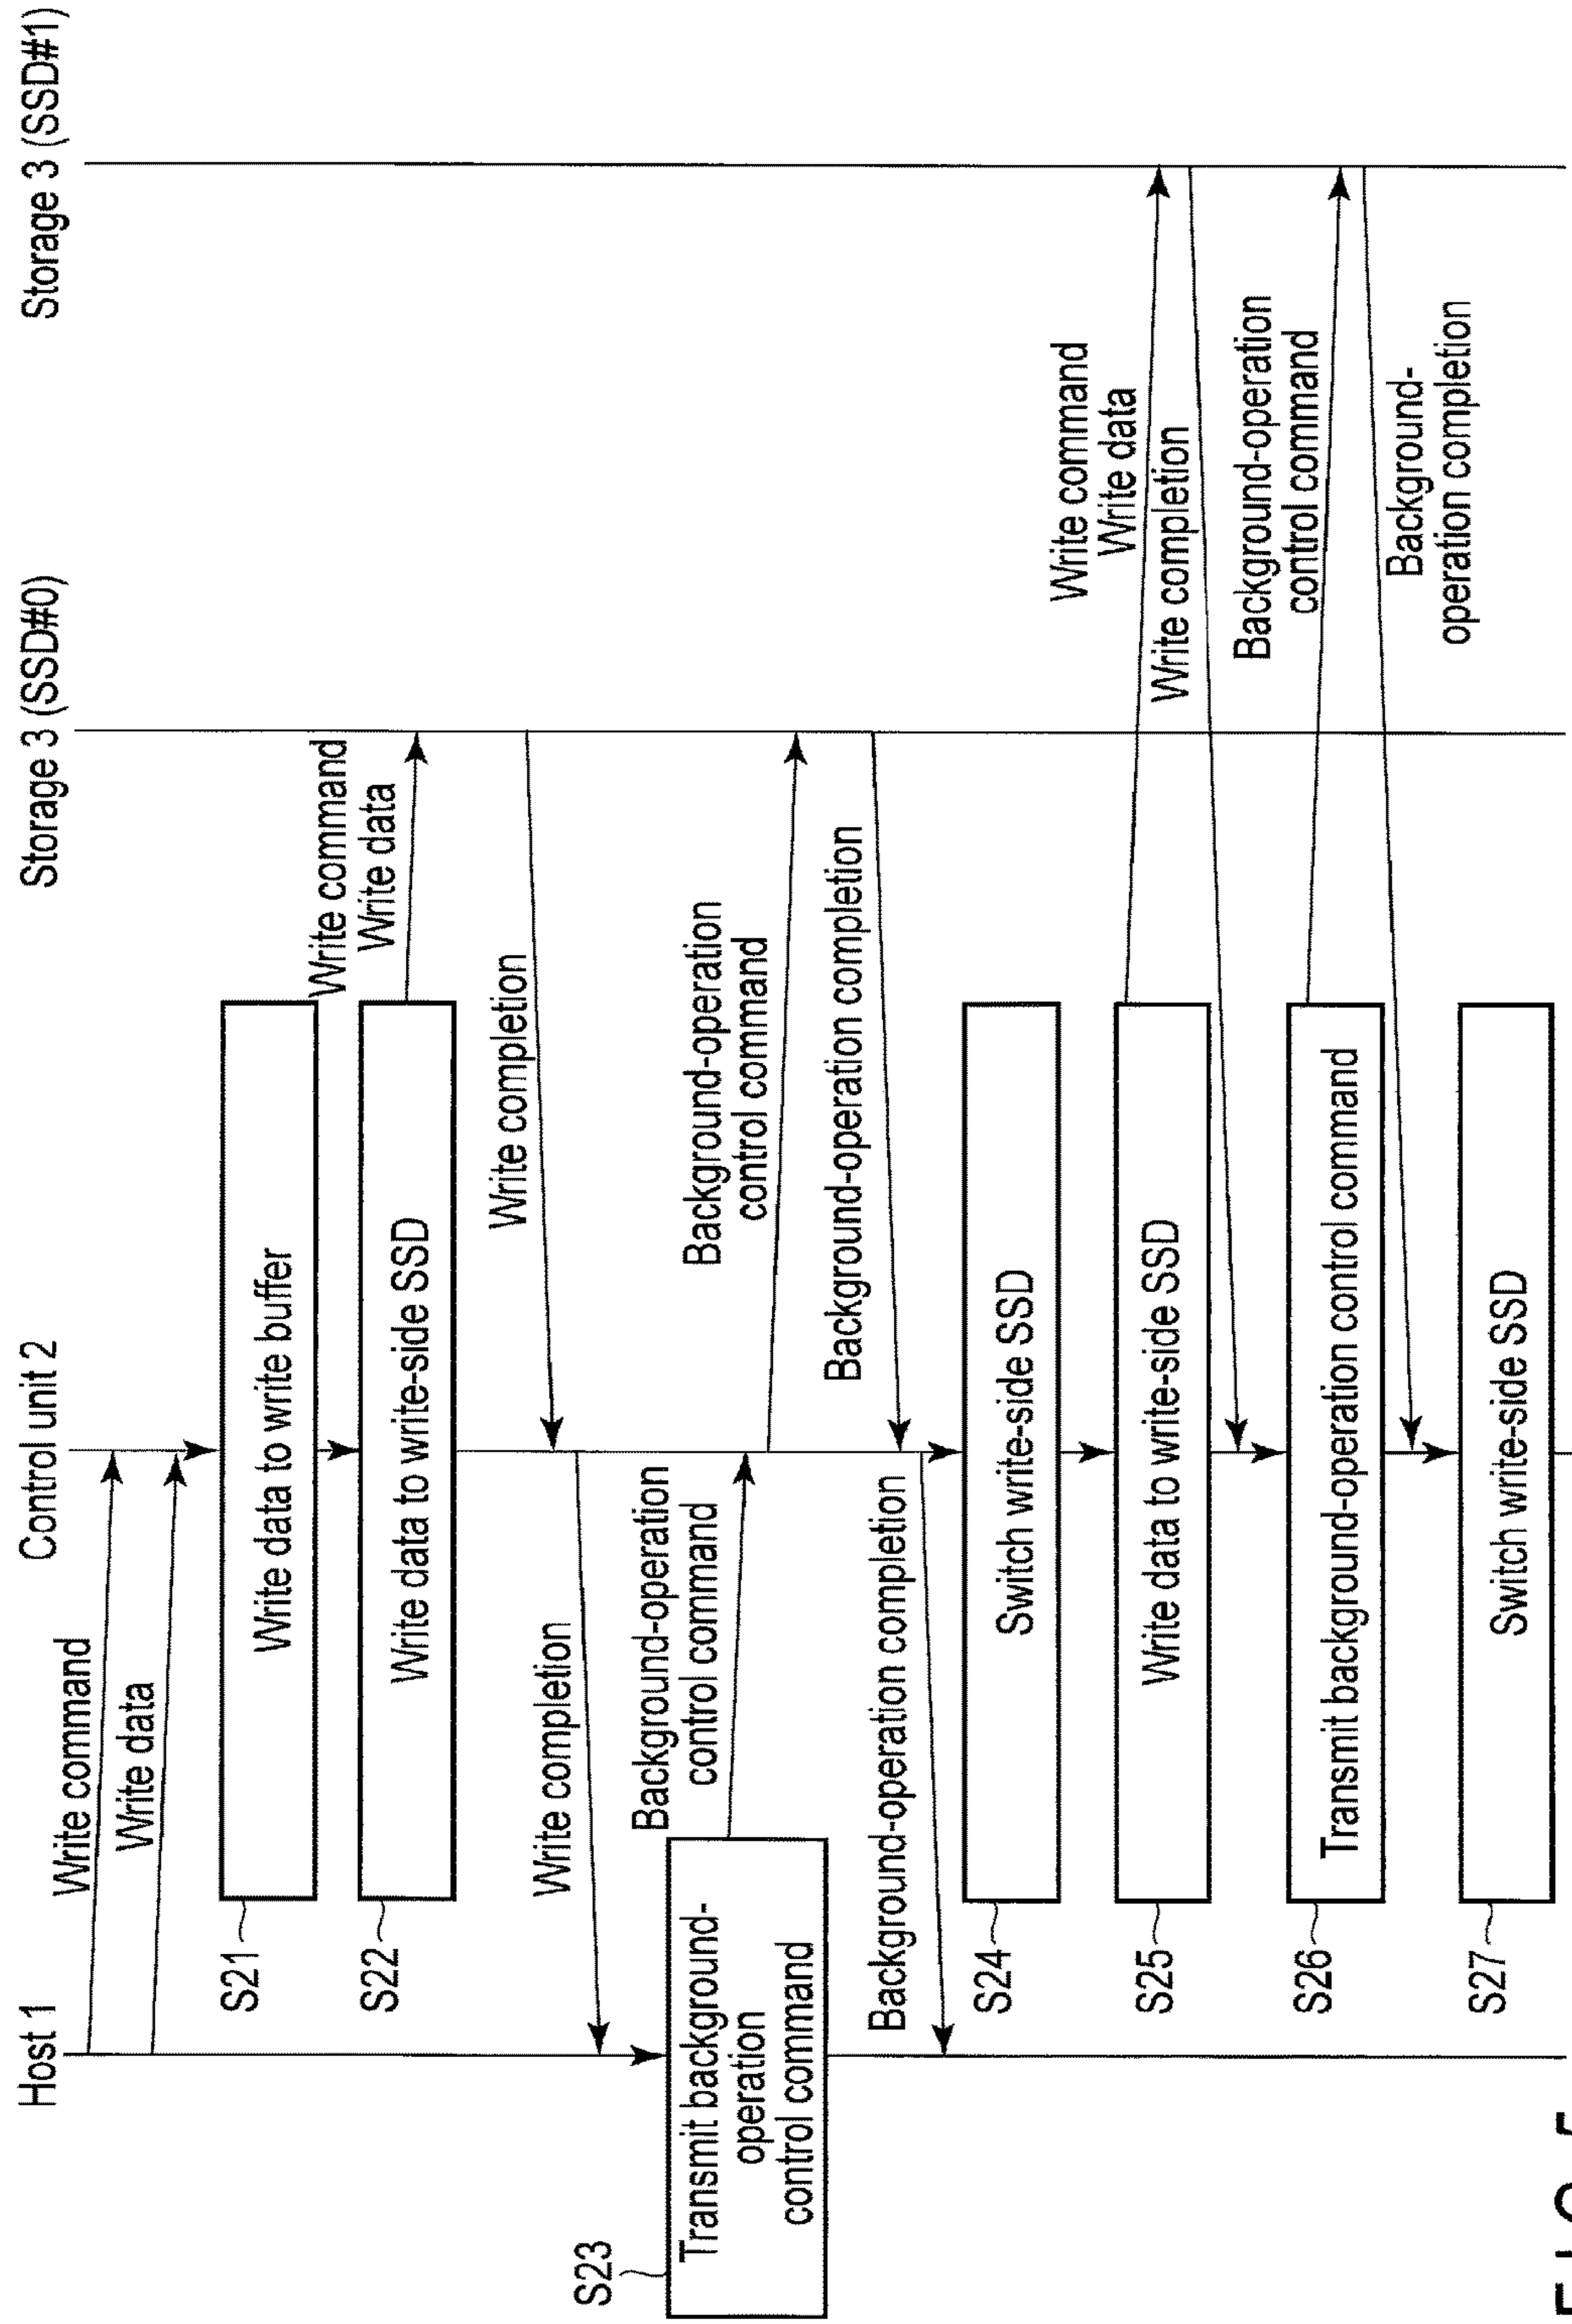 Host 1
Control unit 2
Storage 3 (SSD#0)
Storage 3 (SSD#1)
Write command
Write data
S21
Write data to write buffer
S22
Write data to write-side SSD
Write command
Write data
Write completion
Write completion
S23
Transmit background-
operation
control command
Background-operation
control command
Background-operation
control command
Background-operation completion
Background-operation completion
S24
Switch write-side SSD
S25
Write data to write-side SSD
Write command
Write data
Write completion
S26
Transmit background-operation control command
Background-operation
control command
Background-
operation completion
S27
Switch write-side SSD